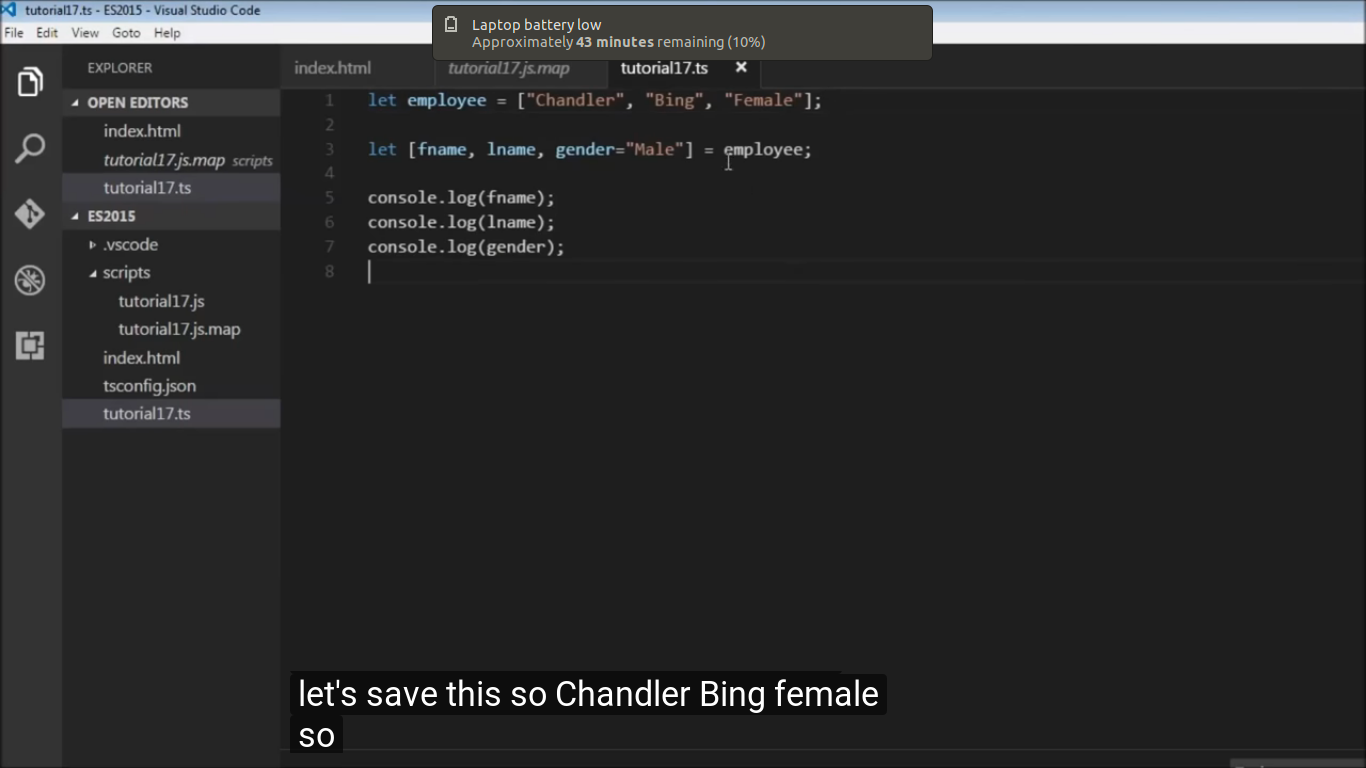 tutorial17.ts - ES2015 - Visual Studio Code
File Edit View Goto Help
Laptop battery low
Approximately 43 minutes remaining (10%)
EXPLORER
OPEN EDITORS
index.html
tutorial17.js.map scripts
tutorial17.ts
ES2015
.vscode
scripts
tutorial17.js
tutorial17.js.map
index.html
tsconfig.json
tutorial17.ts
index.html tutorial17.js.map tutorial17.ts
1 let employee = ["Chandler", "Bing", "Female"];
2
3 let [fname, lname, gender="Male"] = employee;
4
5 console.log(fname);
6 console.log(lname);
7 console.log(gender);
8
let's save this so Chandler Bing female
so